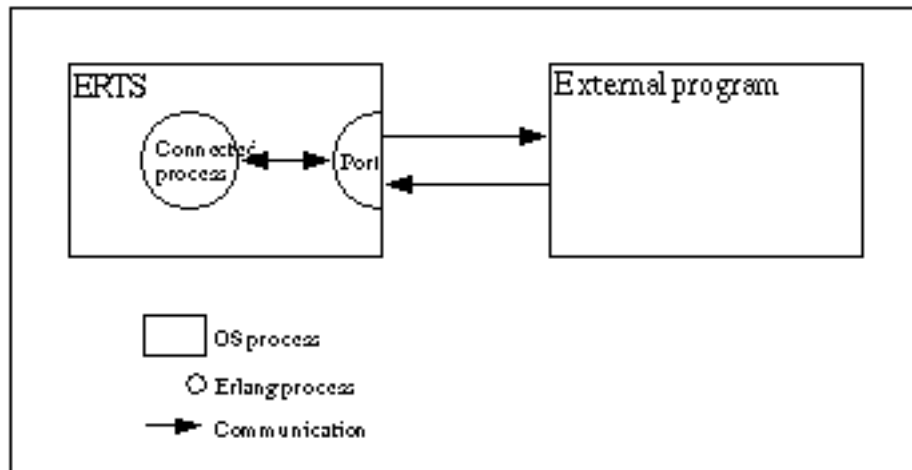 ERTS
External program
Connected
process
Port
OS process
Erlang process
Communication